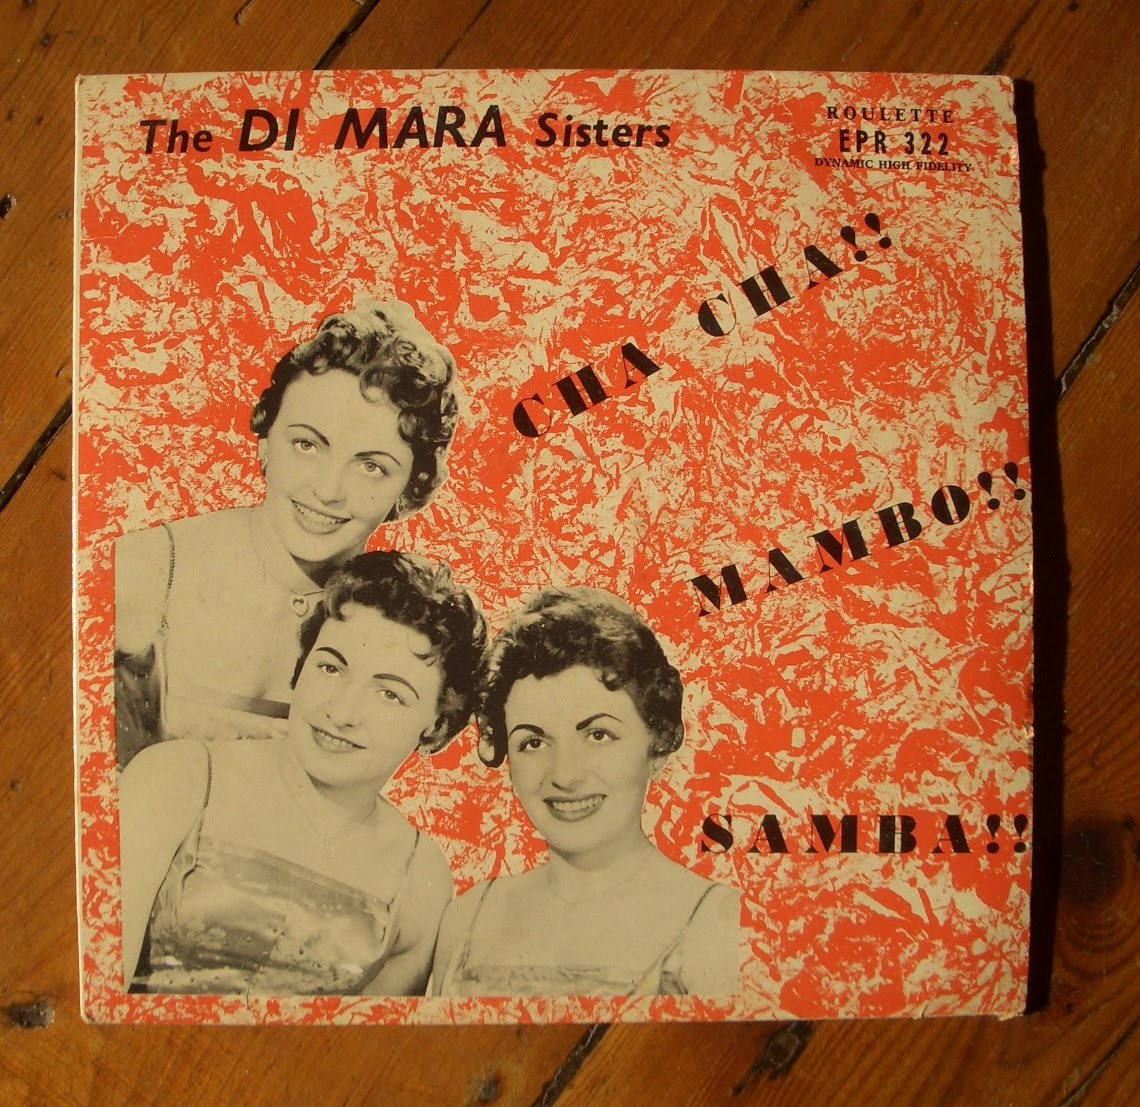 The DI MARA Sisters
ROULETTE
EPR 322
DYNAMIC HIGH FIDELITY
CHA CHA!!
MAMBO!!
SAMBA!!